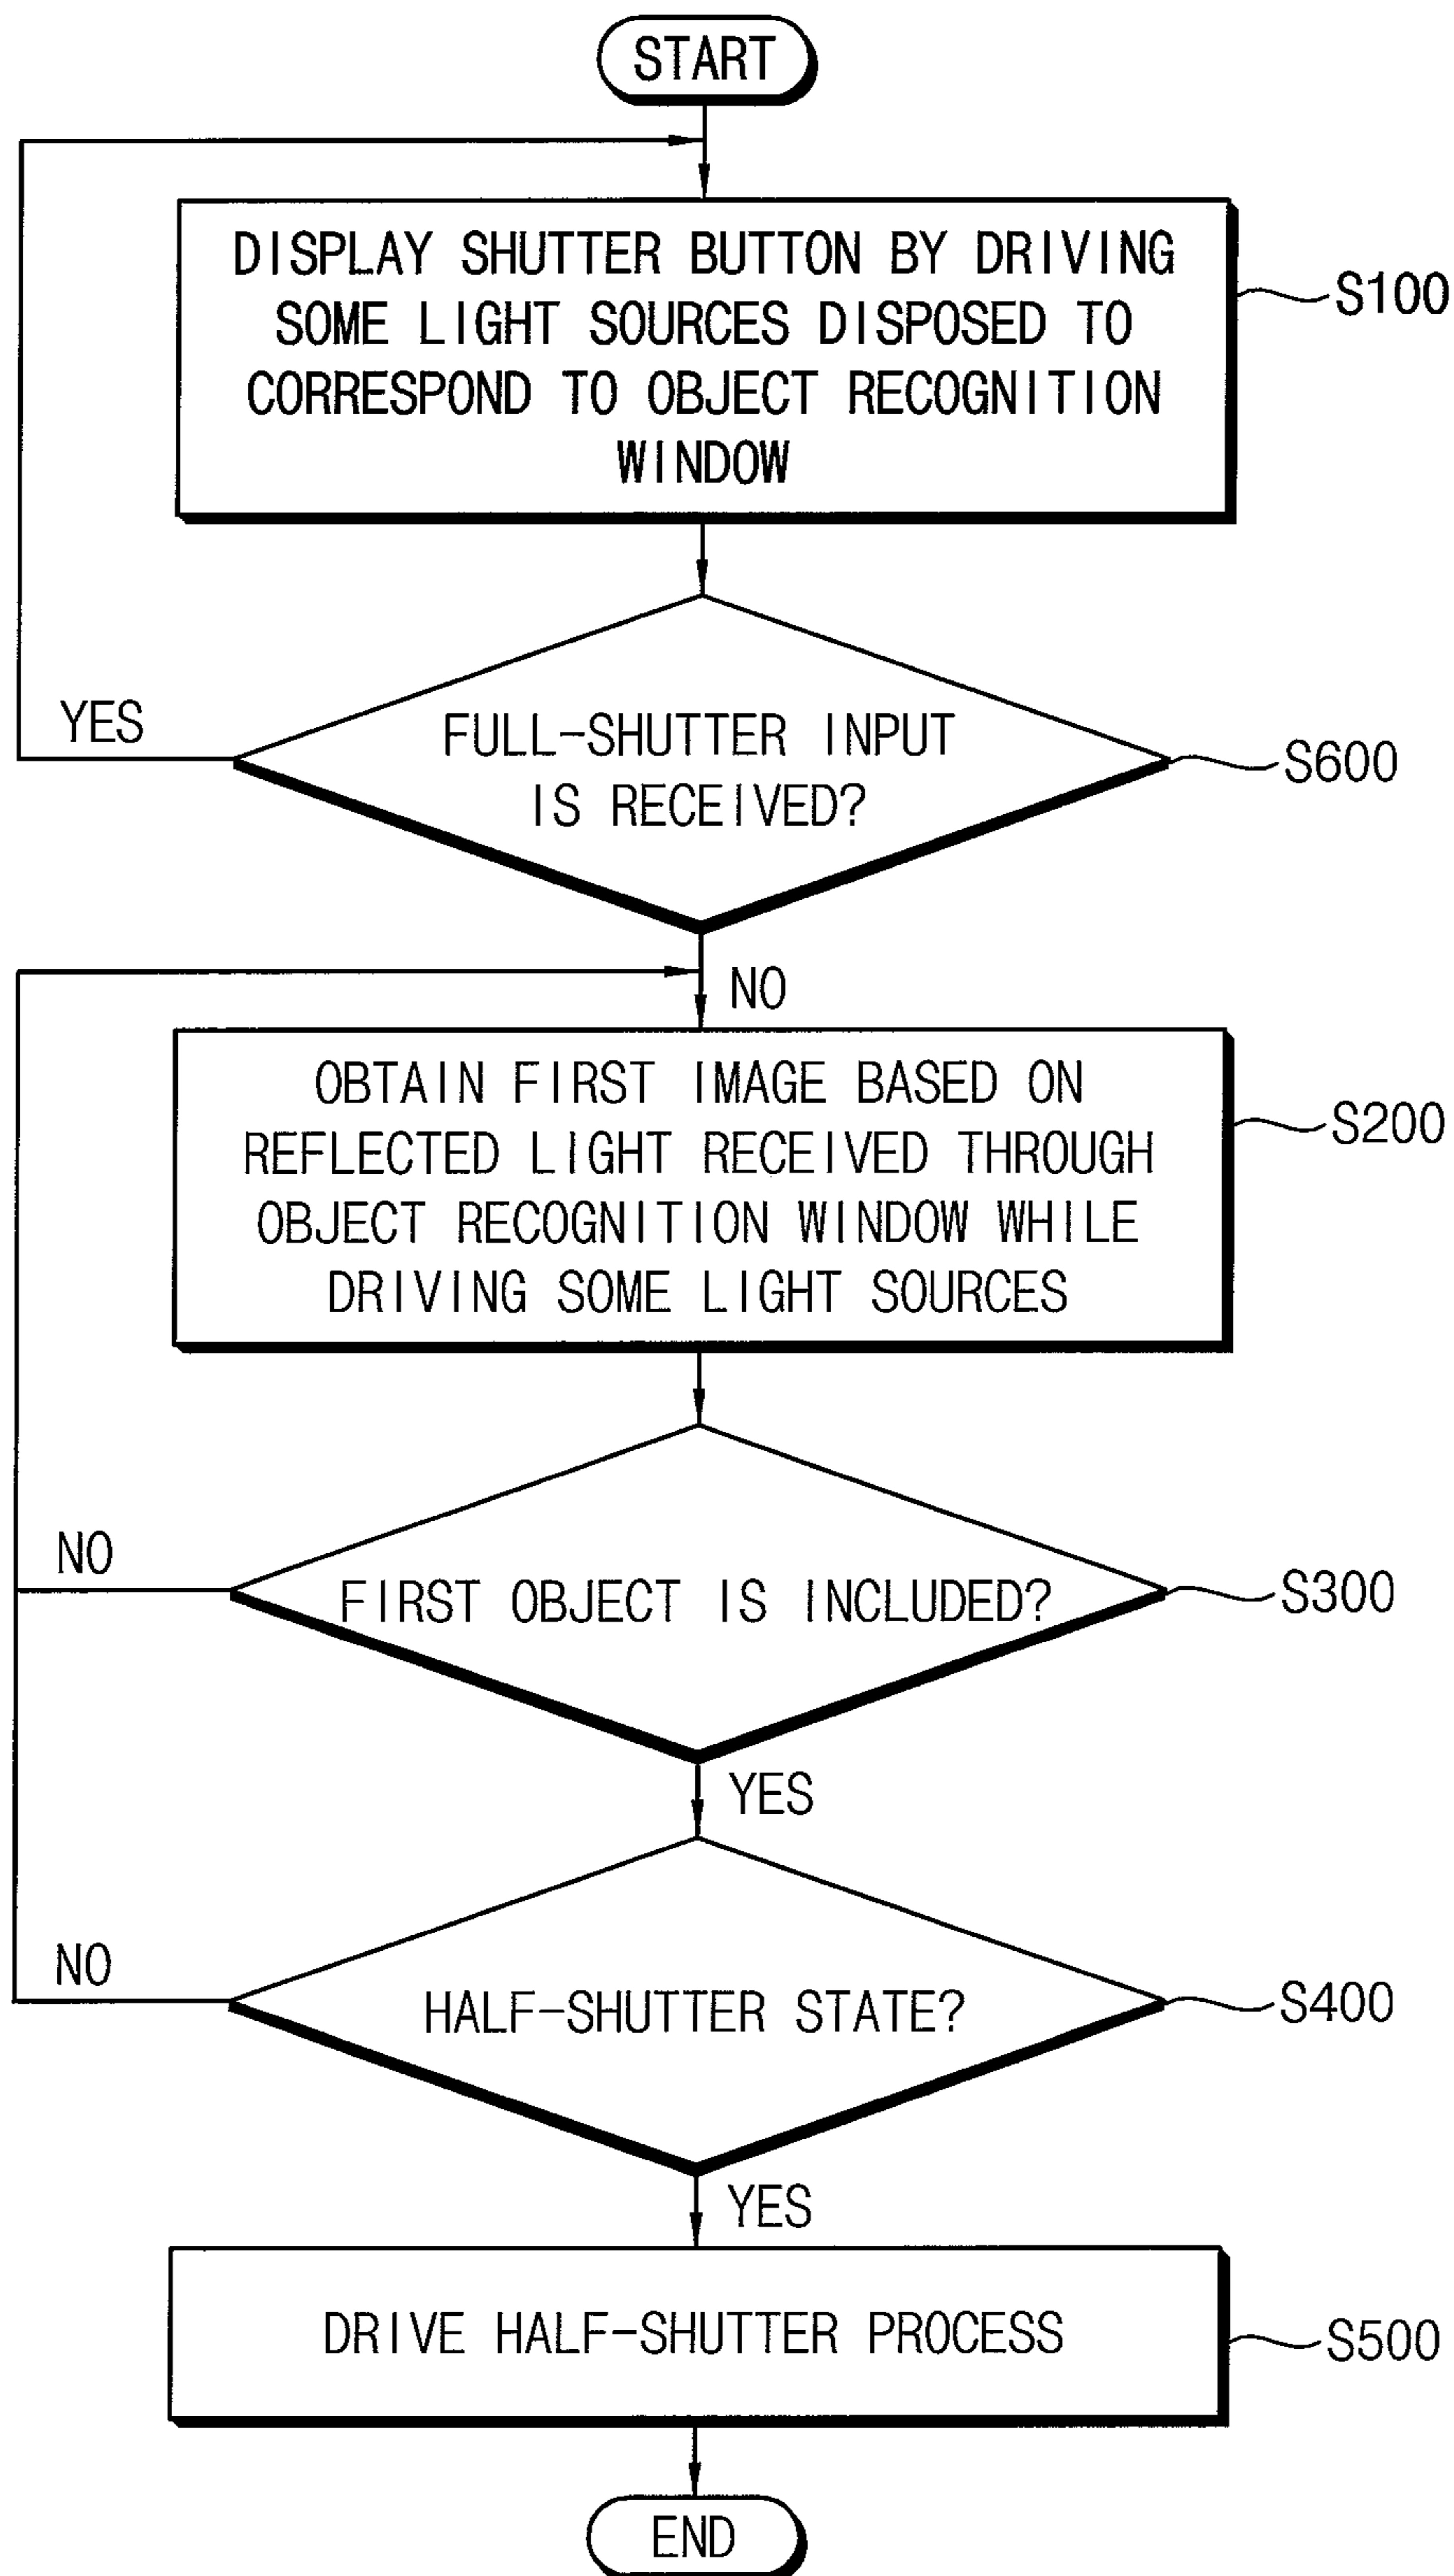 START
DISPLAY SHUTTER BUTTON BY DRIVING
SOME LIGHT SOURCES DISPOSED TO
CORRESPOND TO OBJECT RECOGNITION
WINDOW
S100
YES
FULL-SHUTTER INPUT
IS RECEIVED?
S600
NO
OBTAIN FIRST IMAGE BASED ON
REFLECTED LIGHT RECEIVED THROUGH
OBJECT RECOGNITION WINDOW WHILE
DRIVING SOME LIGHT SOURCES
S200
NO
FIRST OBJECT IS INCLUDED?
S300
YES
NO
HALF-SHUTTER STATE?
S400
YES
DRIVE HALF-SHUTTER PROCESS
S500
END